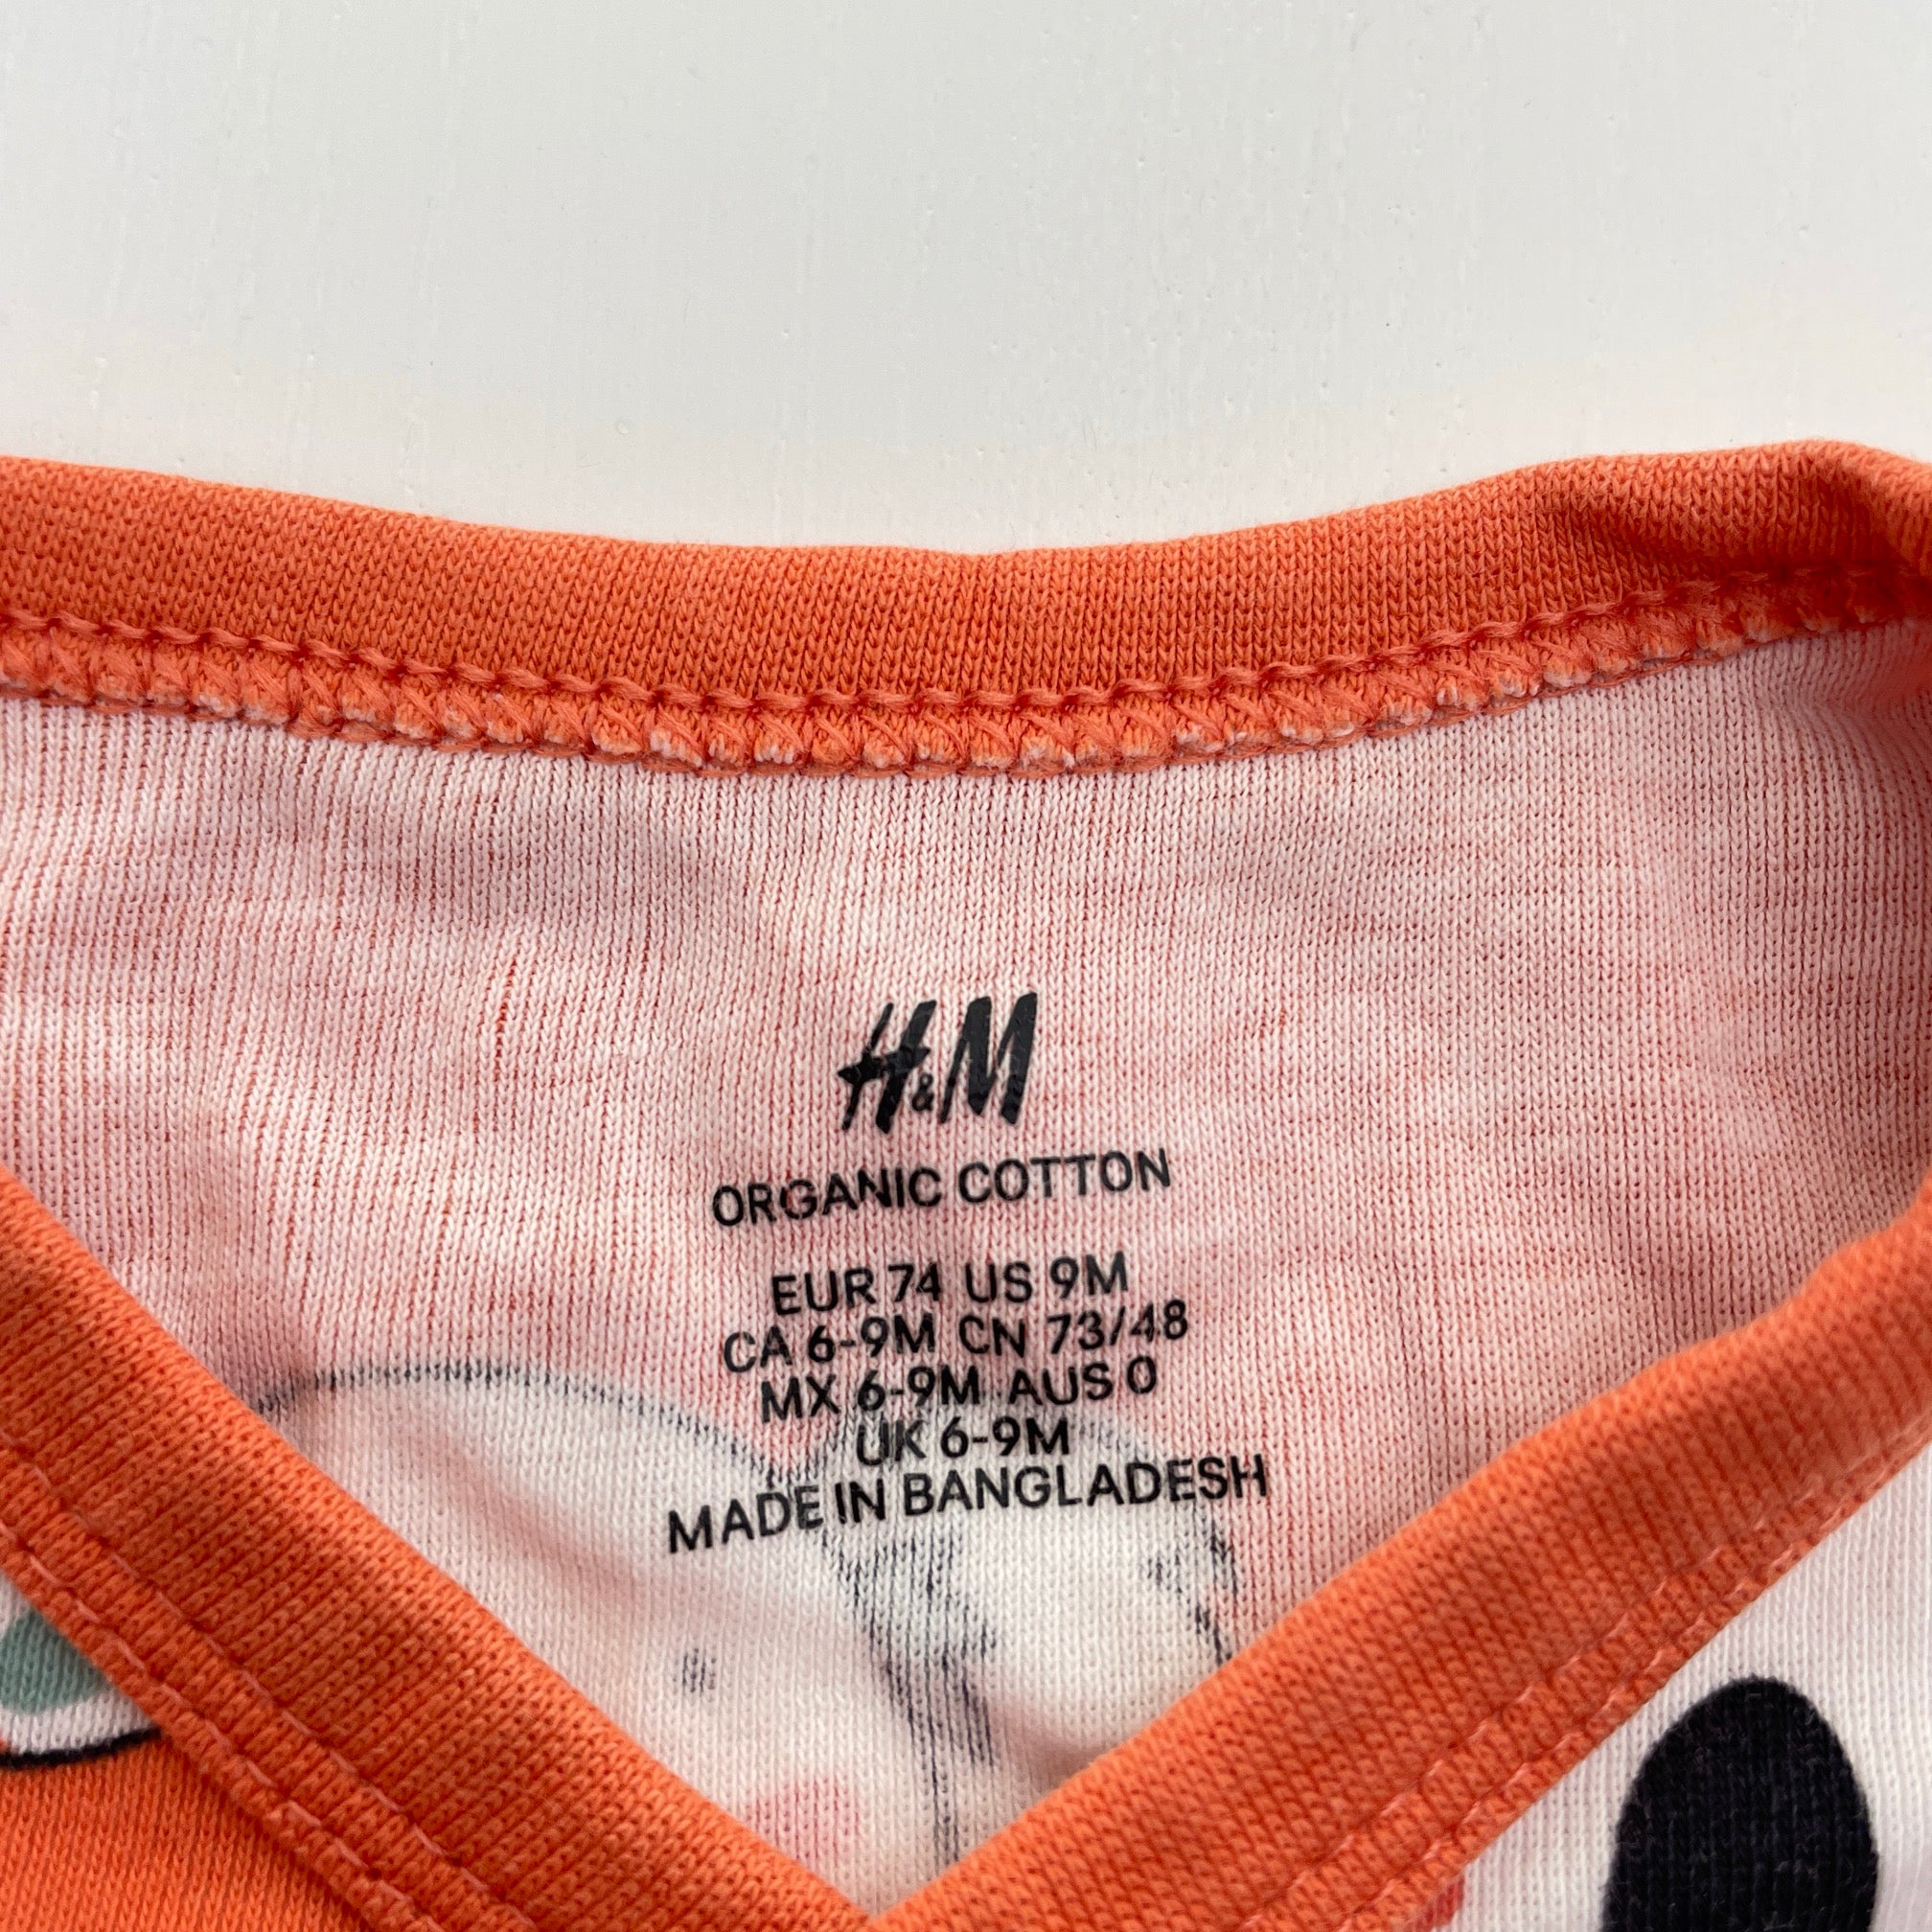 H&M
ORGANIC COTTON
EUR 74 US 9M
CA 6-9M CN 73/48
MX 6-9M AUS 0
UK 6-9M
MADE IN BANGLADESH